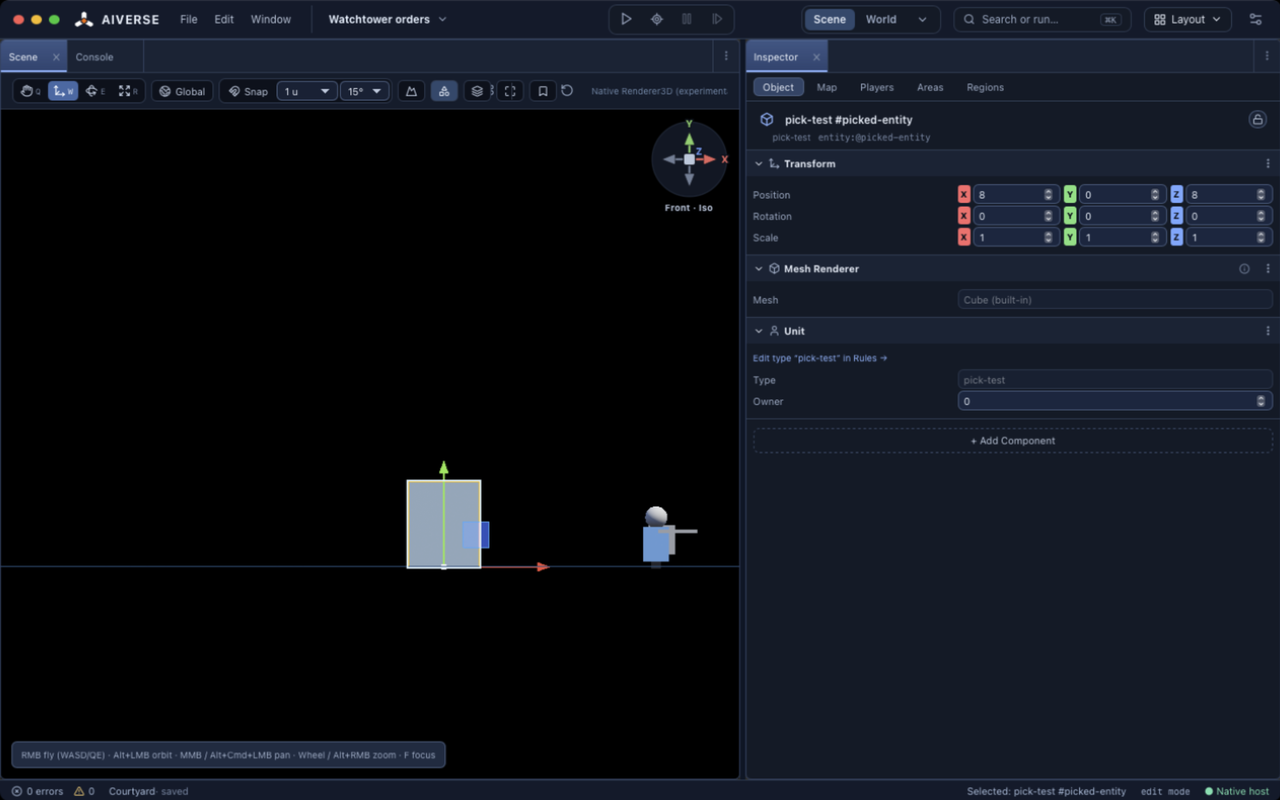 AIVERSE File Edit Window Watchtower orders Scene World Search or run... ⌘K Layout
Scene Console Inspector
Q W E R Global Snap 1 u 15° Native Renderer3D (experiment
Object Map Players Areas Regions
pick-test #picked-entity
pick-test entity:@picked-entity
Transform
Position X 8 Y 0 Z 8
Rotation X 0 Y 0 Z 0
Scale X 1 Y 1 Z 1
Mesh Renderer
Mesh Cube (built-in)
Unit
Edit type "pick-test" in Rules →
Type pick-test
Owner 0
+ Add Component
Y
Z
X
Front · Iso
RMB fly (WASD/QE) · Alt+LMB orbit · MMB / Alt+Cmd+LMB pan · Wheel / Alt+RMB zoom · F focus
0 errors 0 Courtyard · saved Selected: pick-test #picked-entity edit mode Native host